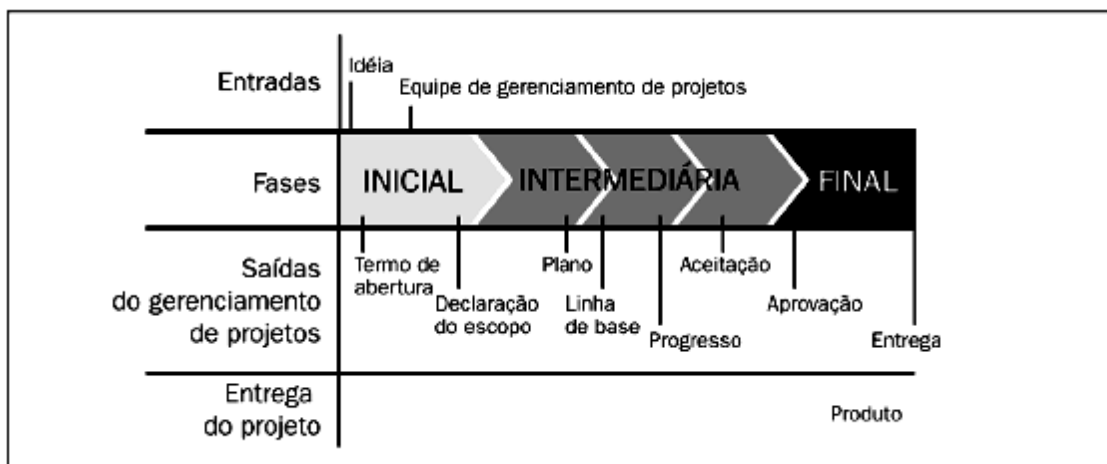 Entradas
Idéia
Equipe de gerenciamento de projetos
Fases
INICIAL
INTERMEDIÁRIA
FINAL
Saídas
do gerenciamento
de projetos
Termo de
abertura
Declaração
do escopo
Plano
Linha
de base
Progresso
Aceitação
Aprovação
Entrega
Entrega
do projeto
Produto